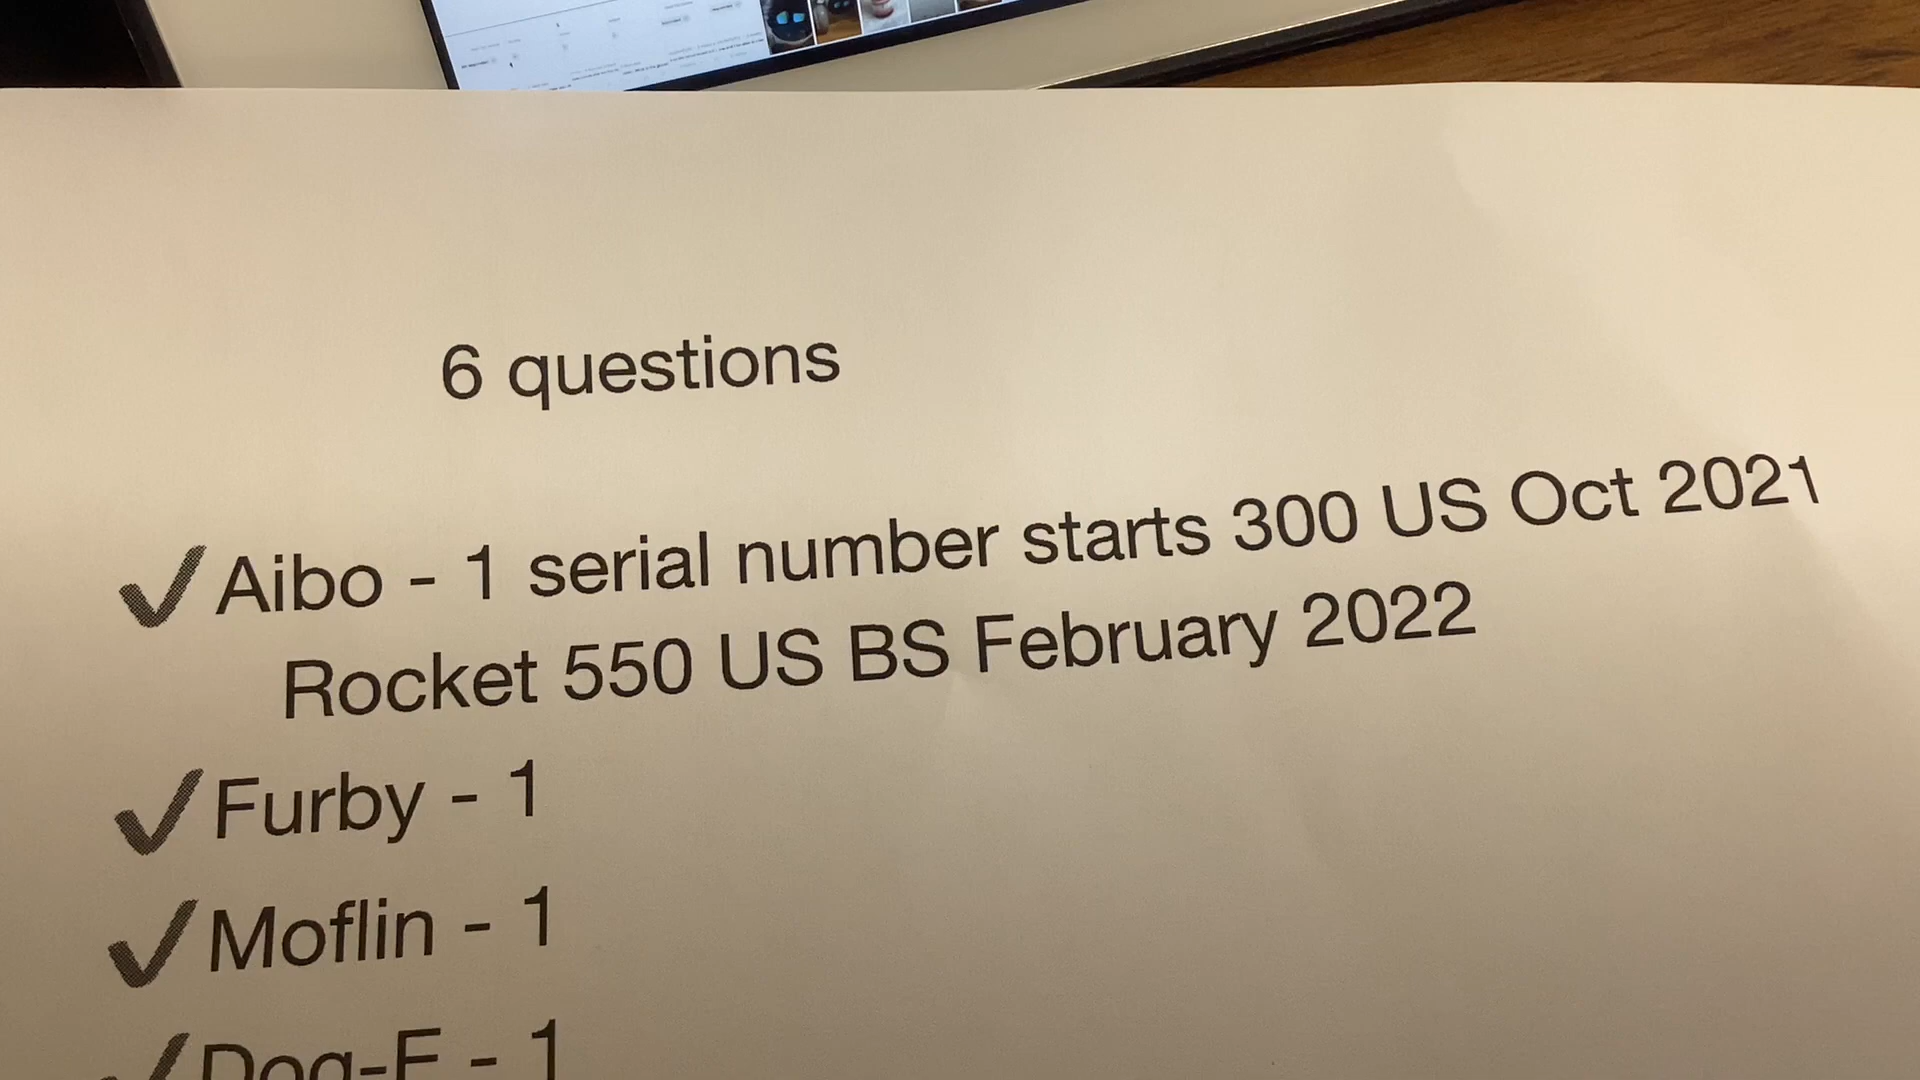 6 questions
✓ Aibo - 1 serial number starts 300 US Oct 2021
Rocket 550 US BS February 2022
✓ Furby - 1
✓ Moflin - 1
✓ Dog-E - 1